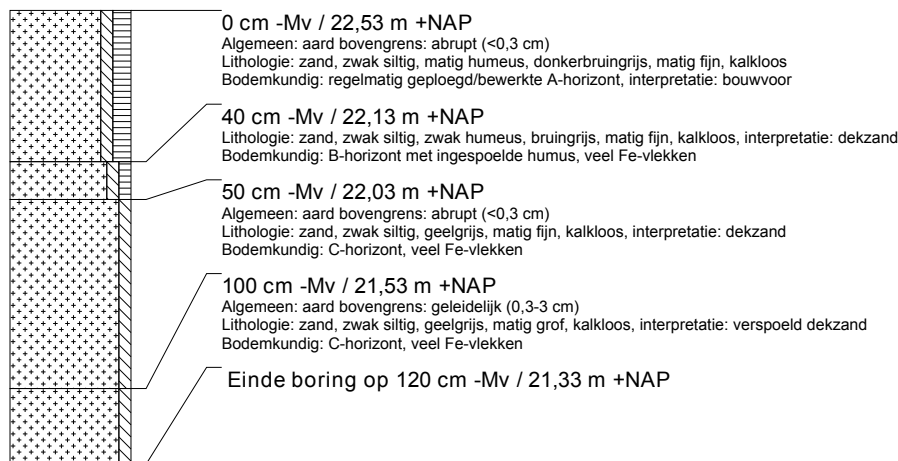 0 cm -Mv / 22,53 m +NAP
Algemeen: aard bovengrens: abrupt (<0,3 cm)
Lithologie: zand, zwak siltig, matig humeus, donkerbruingrijs, matig fijn, kalkloos
Bodemkundig: regelmatig geploegd/bewerkte A-horizont, interpretatie: bouwvoor
40 cm -Mv / 22,13 m +NAP
Lithologie: zand, zwak siltig, zwak humeus, bruingrijs, matig fijn, kalkloos, interpretatie: dekzand
Bodemkundig: B-horizont met ingespoelde humus, veel Fe-vlekken
50 cm -Mv / 22,03 m +NAP
Algemeen: aard bovengrens: abrupt (<0,3 cm)
Lithologie: zand, zwak siltig, geelgrijs, matig fijn, kalkloos, interpretatie: dekzand
Bodemkundig: C-horizont, veel Fe-vlekken
100 cm -Mv / 21,53 m +NAP
Algemeen: aard bovengrens: geleidelijk (0,3-3 cm)
Lithologie: zand, zwak siltig, geelgrijs, matig grof, kalkloos, interpretatie: verspoeld dekzand
Bodemkundig: C-horizont, veel Fe-vlekken
Einde boring op 120 cm -Mv / 21,33 m +NAP